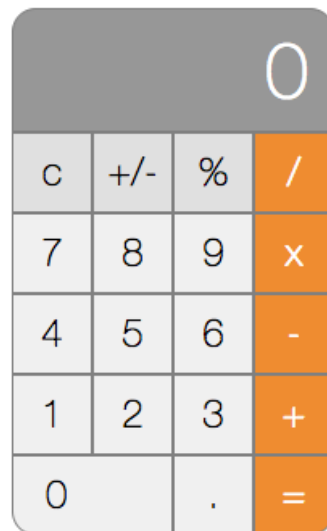 0
c +/- % /
7 8 9 x
4 5 6 -
1 2 3 +
0 . =